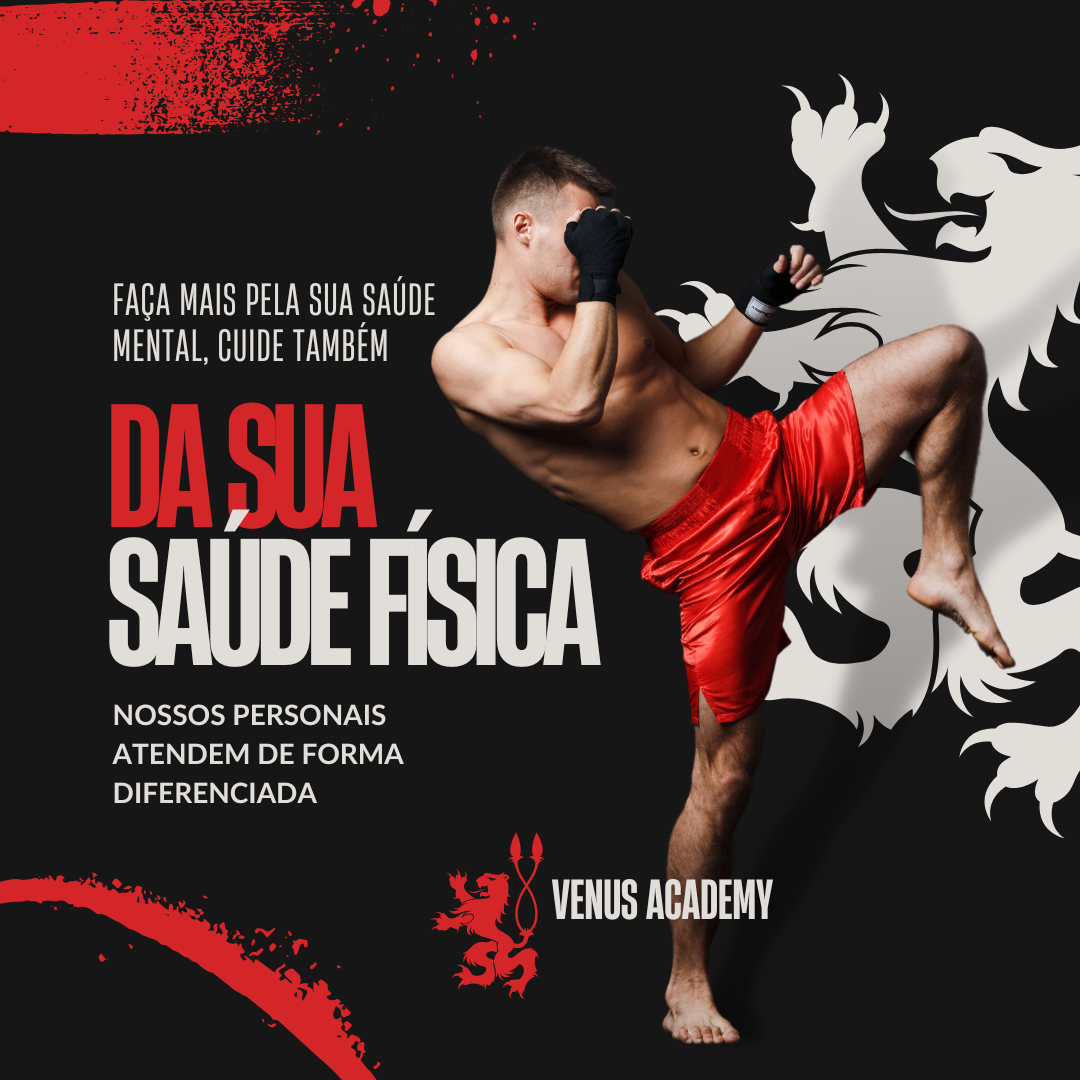 FAÇA MAIS PELA SUA SAÚDE
MENTAL, CUIDE TAMBÉM
DA SUA
SAÚDE FÍSICA
NOSSOS PERSONAIS
ATENDEM DE FORMA
DIFERENCIADA
VENUS ACADEMY